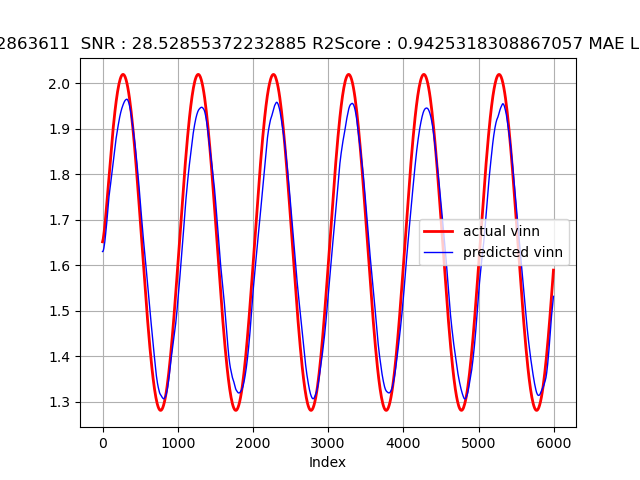 2863611 SNR : 28.52855372232885 R2Score : 0.9425318308867057 MAE L
2.0
1.9
1.8
1.7
1.6
1.5
1.4
1.3
actual vinn
predicted vinn
0 1000 2000 3000 4000 5000 6000
Index